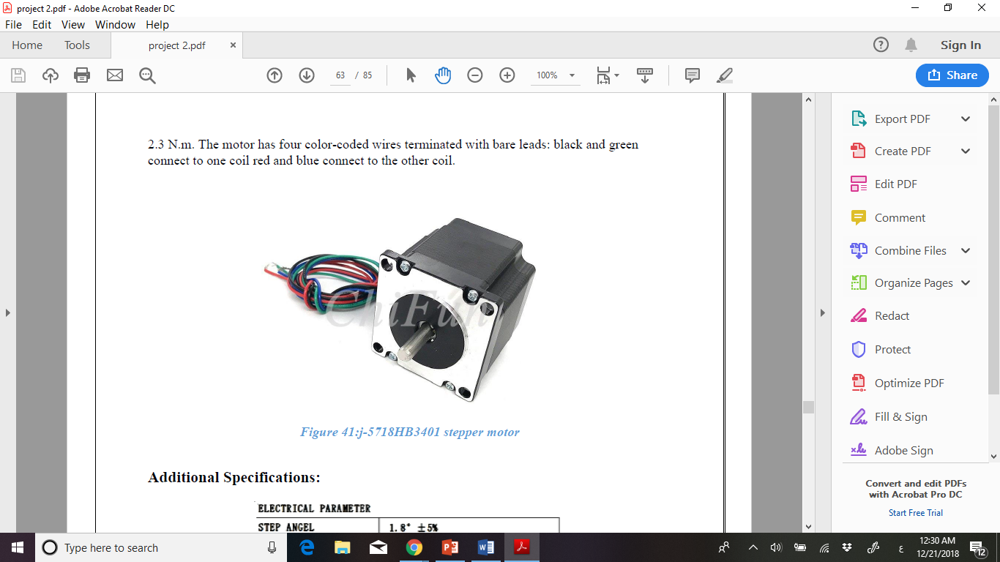 project 2.pdf - Adobe Acrobat Reader DC
File Edit View Window Help
Home Tools project 2.pdf × Sign In
63 / 85 100% Share
2.3 N.m. The motor has four color-coded wires terminated with bare leads: black and green
connect to one coil red and blue connect to the other coil.
ChiFun
Figure 41:j-5718HB3401 stepper motor
Additional Specifications:
ELECTRICAL PARAMETER
STEP ANGEL 1.8° ±5%
Export PDF
Create PDF
Edit PDF
Comment
Combine Files
Organize Pages
Redact
Protect
Optimize PDF
Fill & Sign
Adobe Sign
Convert and edit PDFs
with Acrobat Pro DC
Start Free Trial
Type here to search
ع
12:30 AM
12/21/2018
12